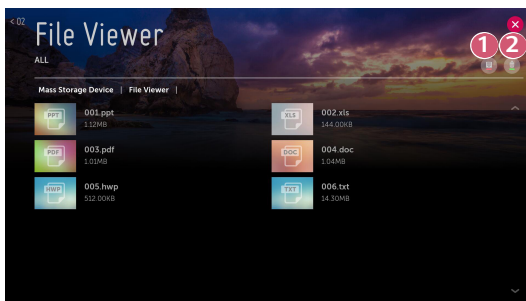 < 02
File Viewer
ALL
1 2
Mass Storage Device | File Viewer |
PPT 001.ppt
1.12MB
XLS 002.xls
144.00KB
PDF 003.pdf
1.01MB
DOC 004.doc
1.04MB
HWP 005.hwp
512.00KB
TXT 006.txt
14.30MB